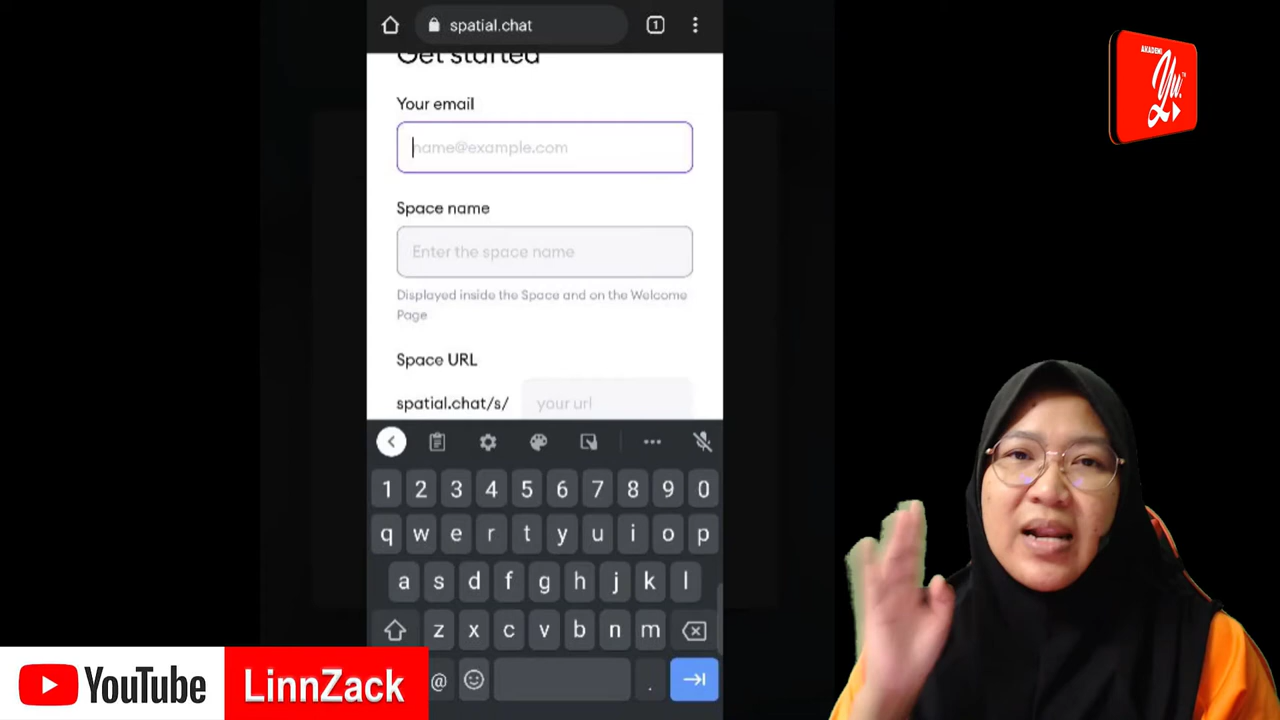 spatial.chat
1
Get started
Your email
name@example.com
Space name
Enter the space name
Displayed inside the Space and on the Welcome
Page
Space URL
spatial.chat/s/
your url
1 2 3 4 5 6 7 8 9 0
q w e r t y u i o p
a s d f g h j k l
z x c v b n m
@ .
AKADEMI
YouTube
LinnZack